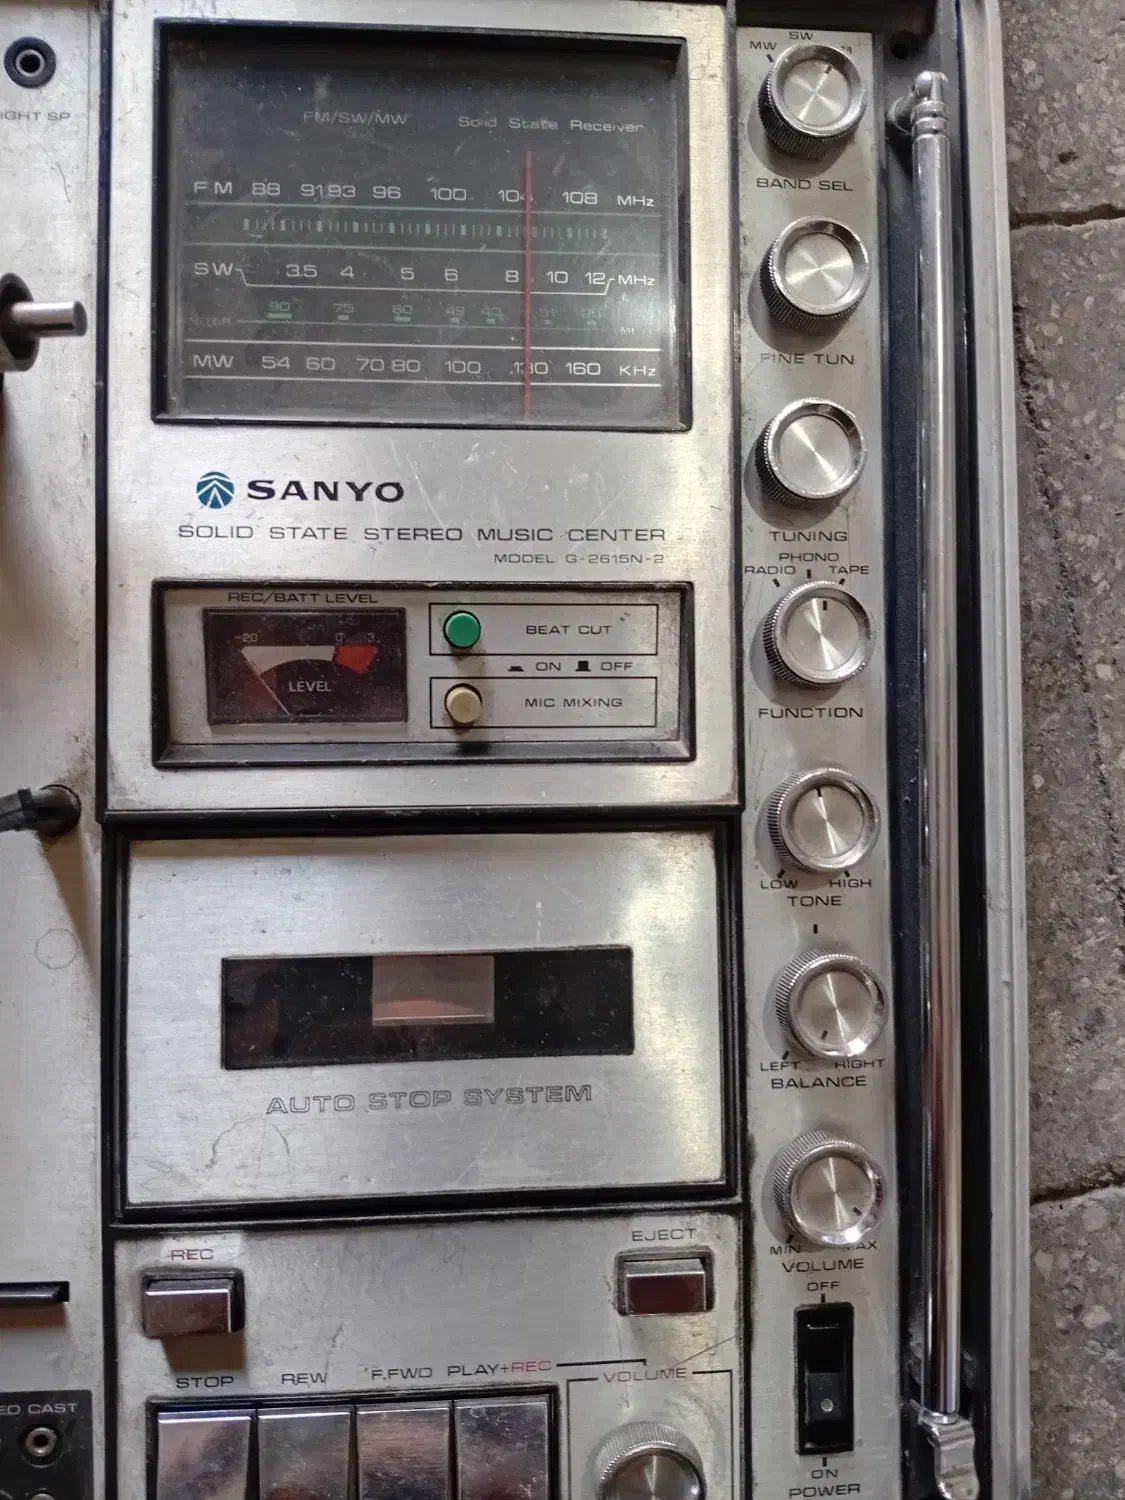 FM/SW/MW Solid State Receiver
FM 88 91 93 96 100 104 108 MHz
SW 3.5 4 5 6 8 10 12 MHz
90 75 60 49 40 31
MW 54 60 70 80 100 130 160 KHz
SANYO
SOLID STATE STEREO MUSIC CENTER
MODEL G-2615N-2
REC/BATT LEVEL
-20 0 3
LEVEL
BEAT CUT
ON OFF
MIC MIXING
AUTO STOP SYSTEM
REC
EJECT
STOP REW F.FWD PLAY+REC
VOLUME
SW
MW
BAND SEL
FINE TUN
TUNING
PHONO
RADIO TAPE
FUNCTION
LOW HIGH
TONE
LEFT RIGHT
BALANCE
MIN MAX
VOLUME
OFF
ON
POWER
SP
CAST